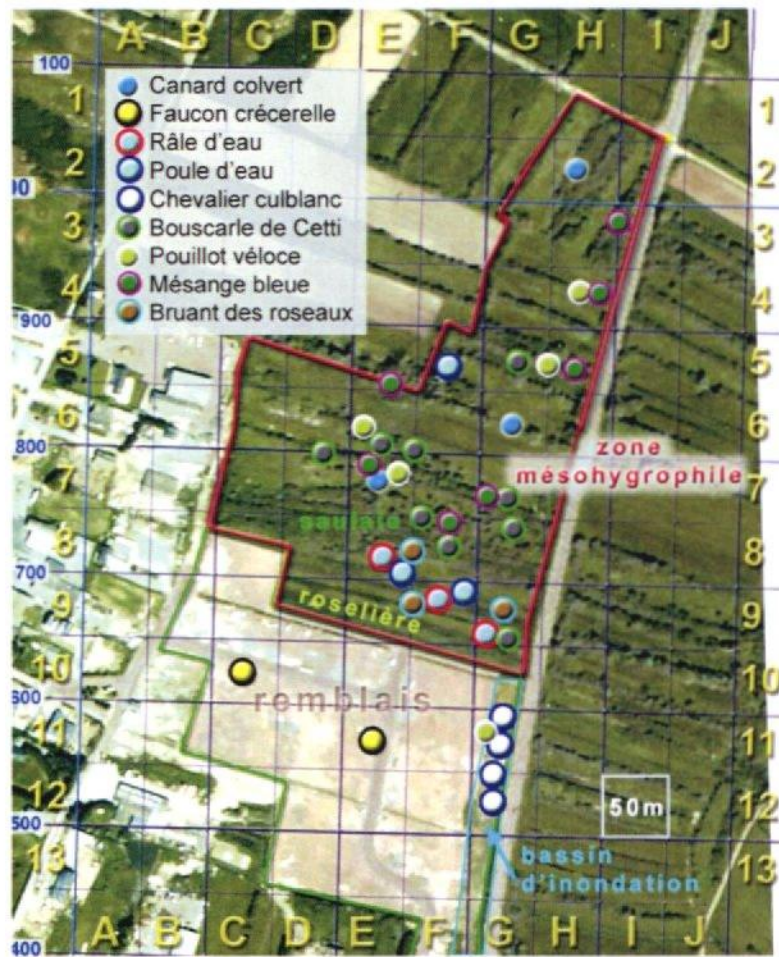 A B C D E F G H I J
100
1 1
Canard colvert
Faucon crécerelle
Râle d'eau
Poule d'eau
Chevalier culblanc
Bouscarle de Cetti
Pouillot véloce
Mésange bleue
Bruant des roseaux
2 2
00
3 3
4 4
900
5 5
6 6
800
zone
mésohygrophile
7 7
saulaie
8 8
700
roselière
9 9
10 10
600
remblais
11 11
12 12
50m
500
bassin
d'inondation
13 13
400
A B C D E F G H I J